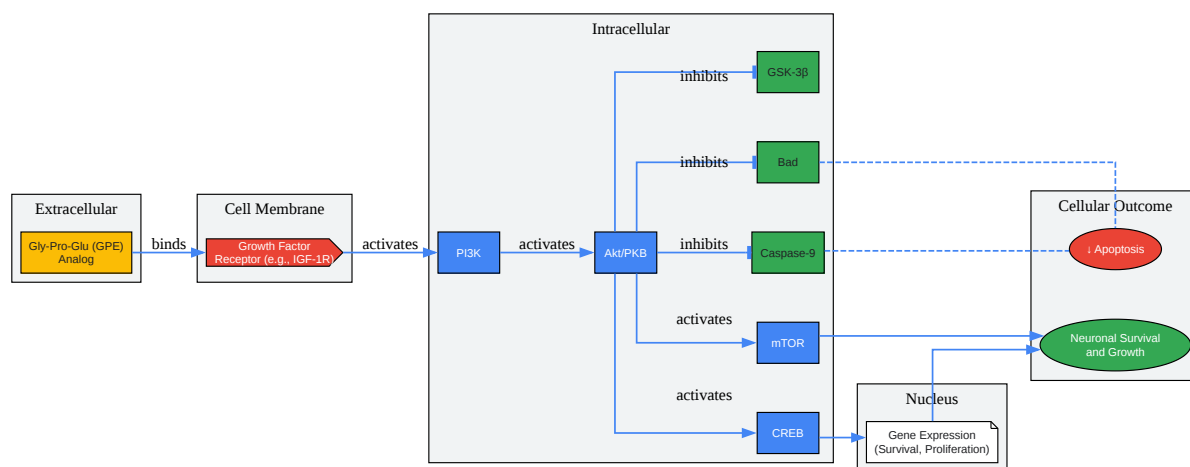 Intracellular
GSK-3β
inhibits
Bad
inhibits
Extracellular
Cell Membrane
Cellular Outcome
Gly-Pro-Glu (GPE)
Analog
binds
Growth Factor
Receptor (e.g., IGF-1R)
activates
PI3K
activates
Akt/PKB
inhibits
Caspase-9
↓ Apoptosis
activates
mTOR
Neuronal Survival
and Growth
activates
CREB
Nucleus
Gene Expression
(Survival, Proliferation)